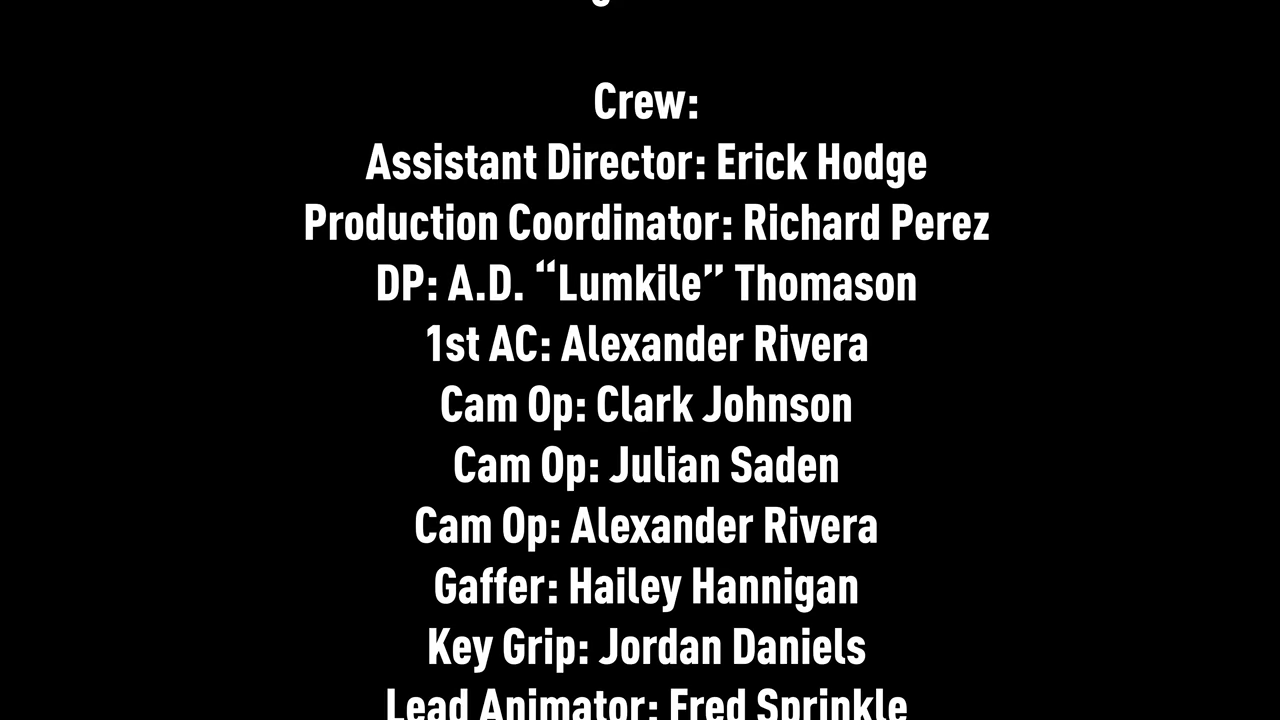 Crew:
Assistant Director: Erick Hodge
Production Coordinator: Richard Perez
DP: A.D. “Lumkile” Thomason
1st AC: Alexander Rivera
Cam Op: Clark Johnson
Cam Op: Julian Saden
Cam Op: Alexander Rivera
Gaffer: Hailey Hannigan
Key Grip: Jordan Daniels
Lead Animator: Fred Sprinkle